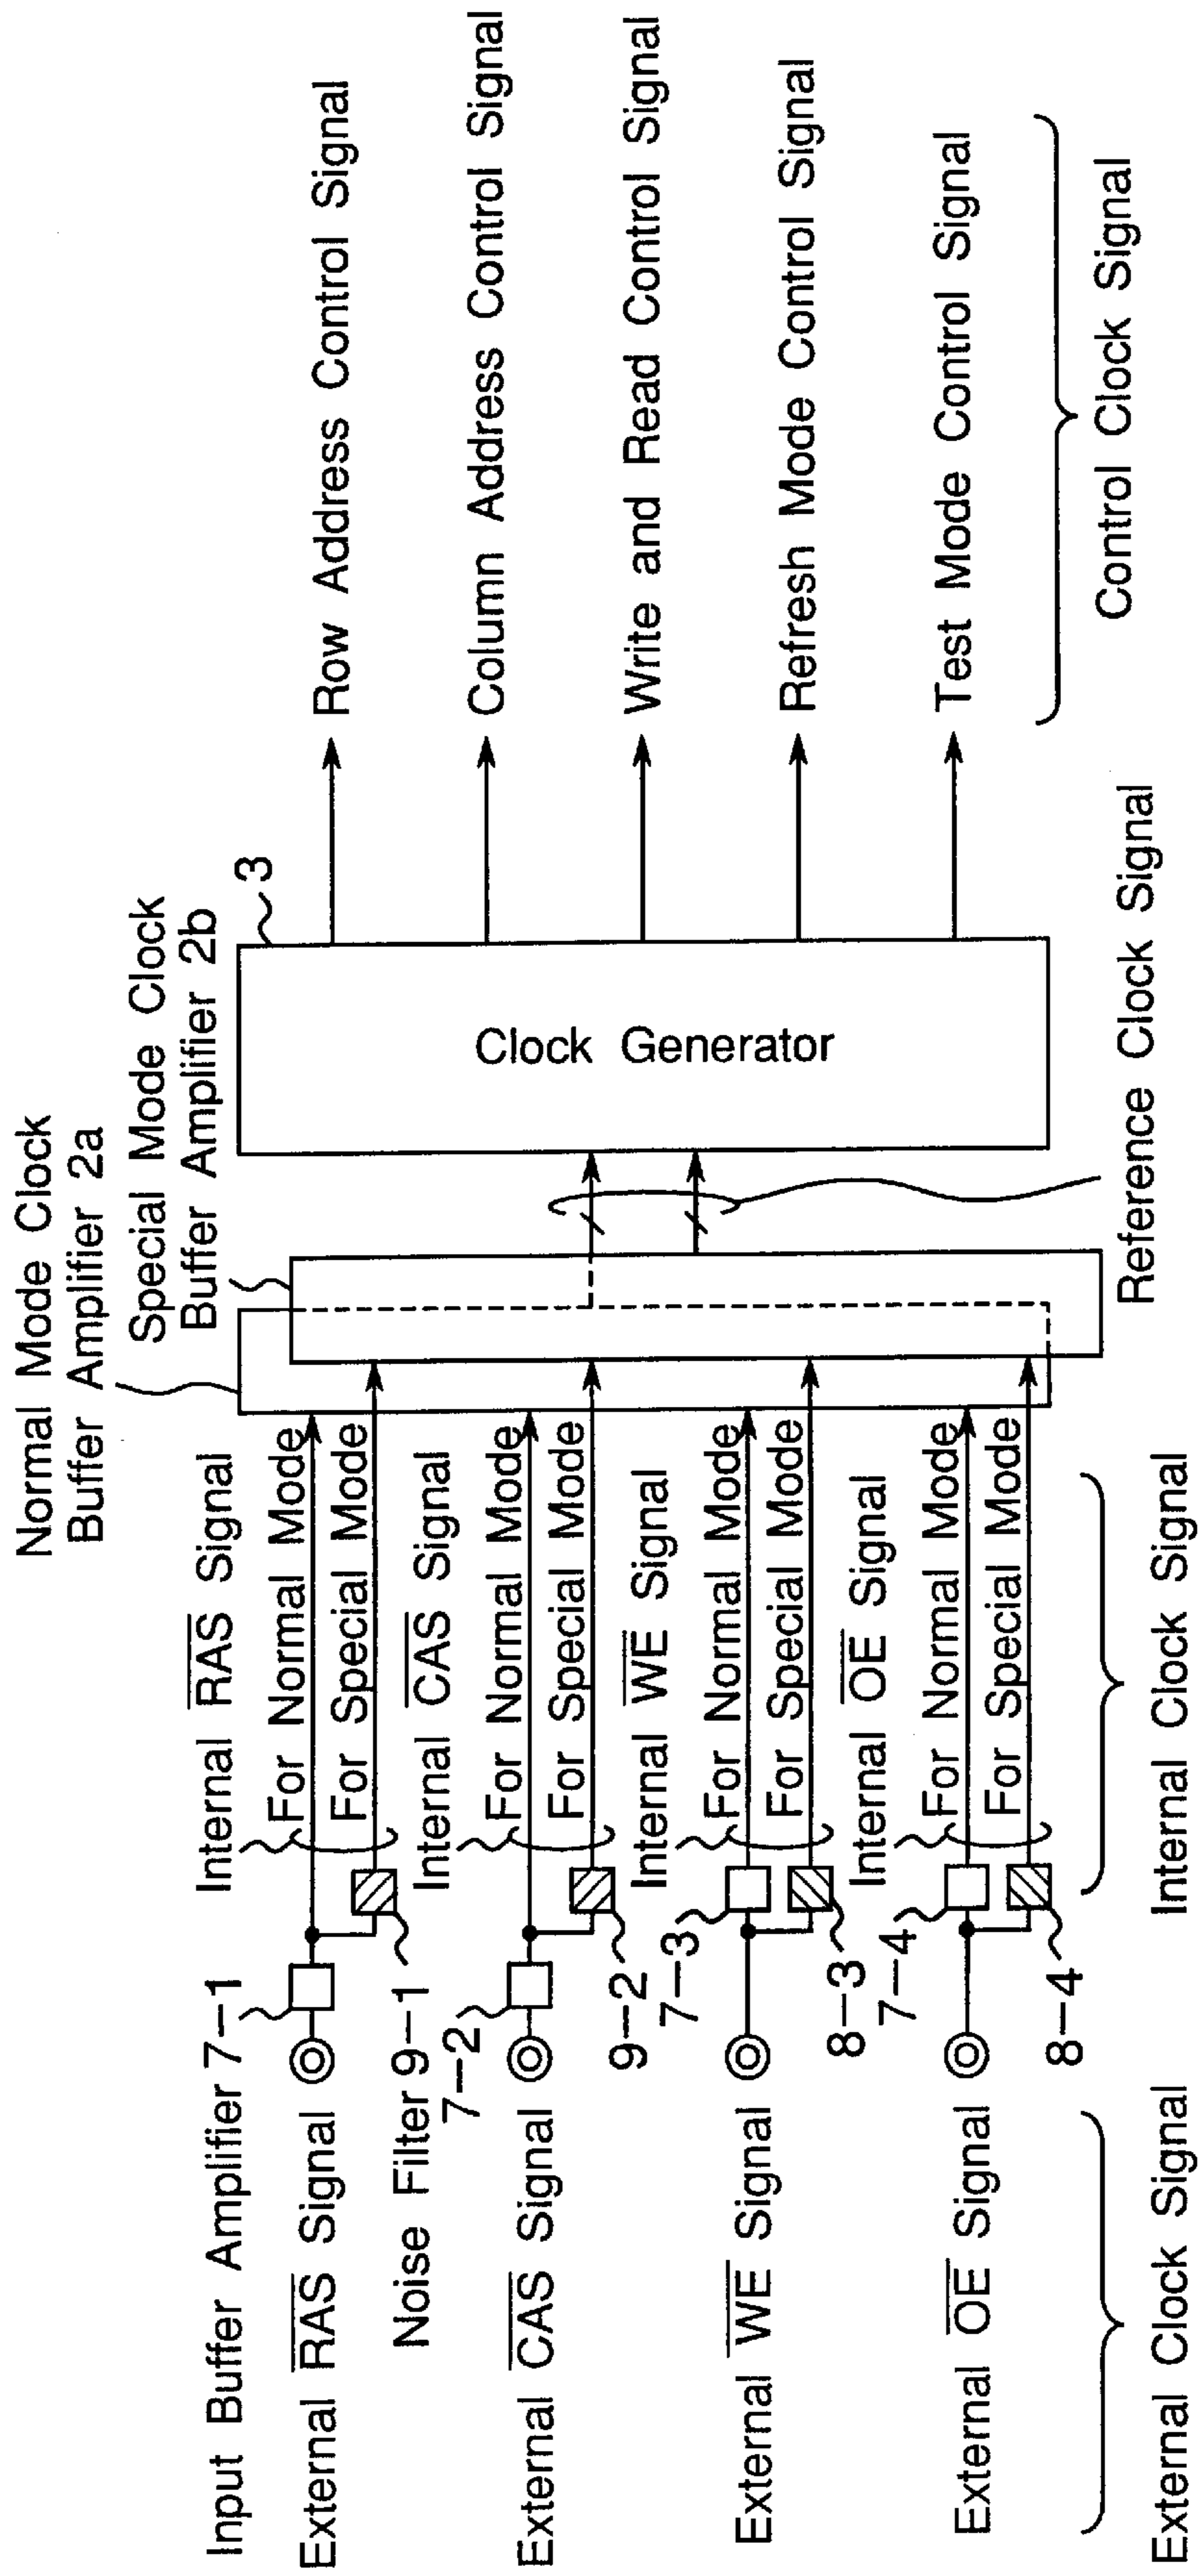 Normal Mode Clock
Buffer Amplifier 2a
Special Mode Clock
Buffer Amplifier 2b
3
Input Buffer Amplifier 7-1
External RAS Signal
Internal RAS Signal
For Normal Mode
For Special Mode
Noise Filter 9-1
7-2
External CAS Signal
Internal CAS Signal
For Normal Mode
For Special Mode
9-2
7-3
External WE Signal
Internal WE Signal
For Normal Mode
For Special Mode
8-3
7-4
External OE Signal
Internal OE Signal
For Normal Mode
For Special Mode
8-4
Clock Generator
Row Address Control Signal
Column Address Control Signal
Write and Read Control Signal
Refresh Mode Control Signal
Test Mode Control Signal
External Clock Signal
Internal Clock Signal
Reference Clock Signal
Control Clock Signal